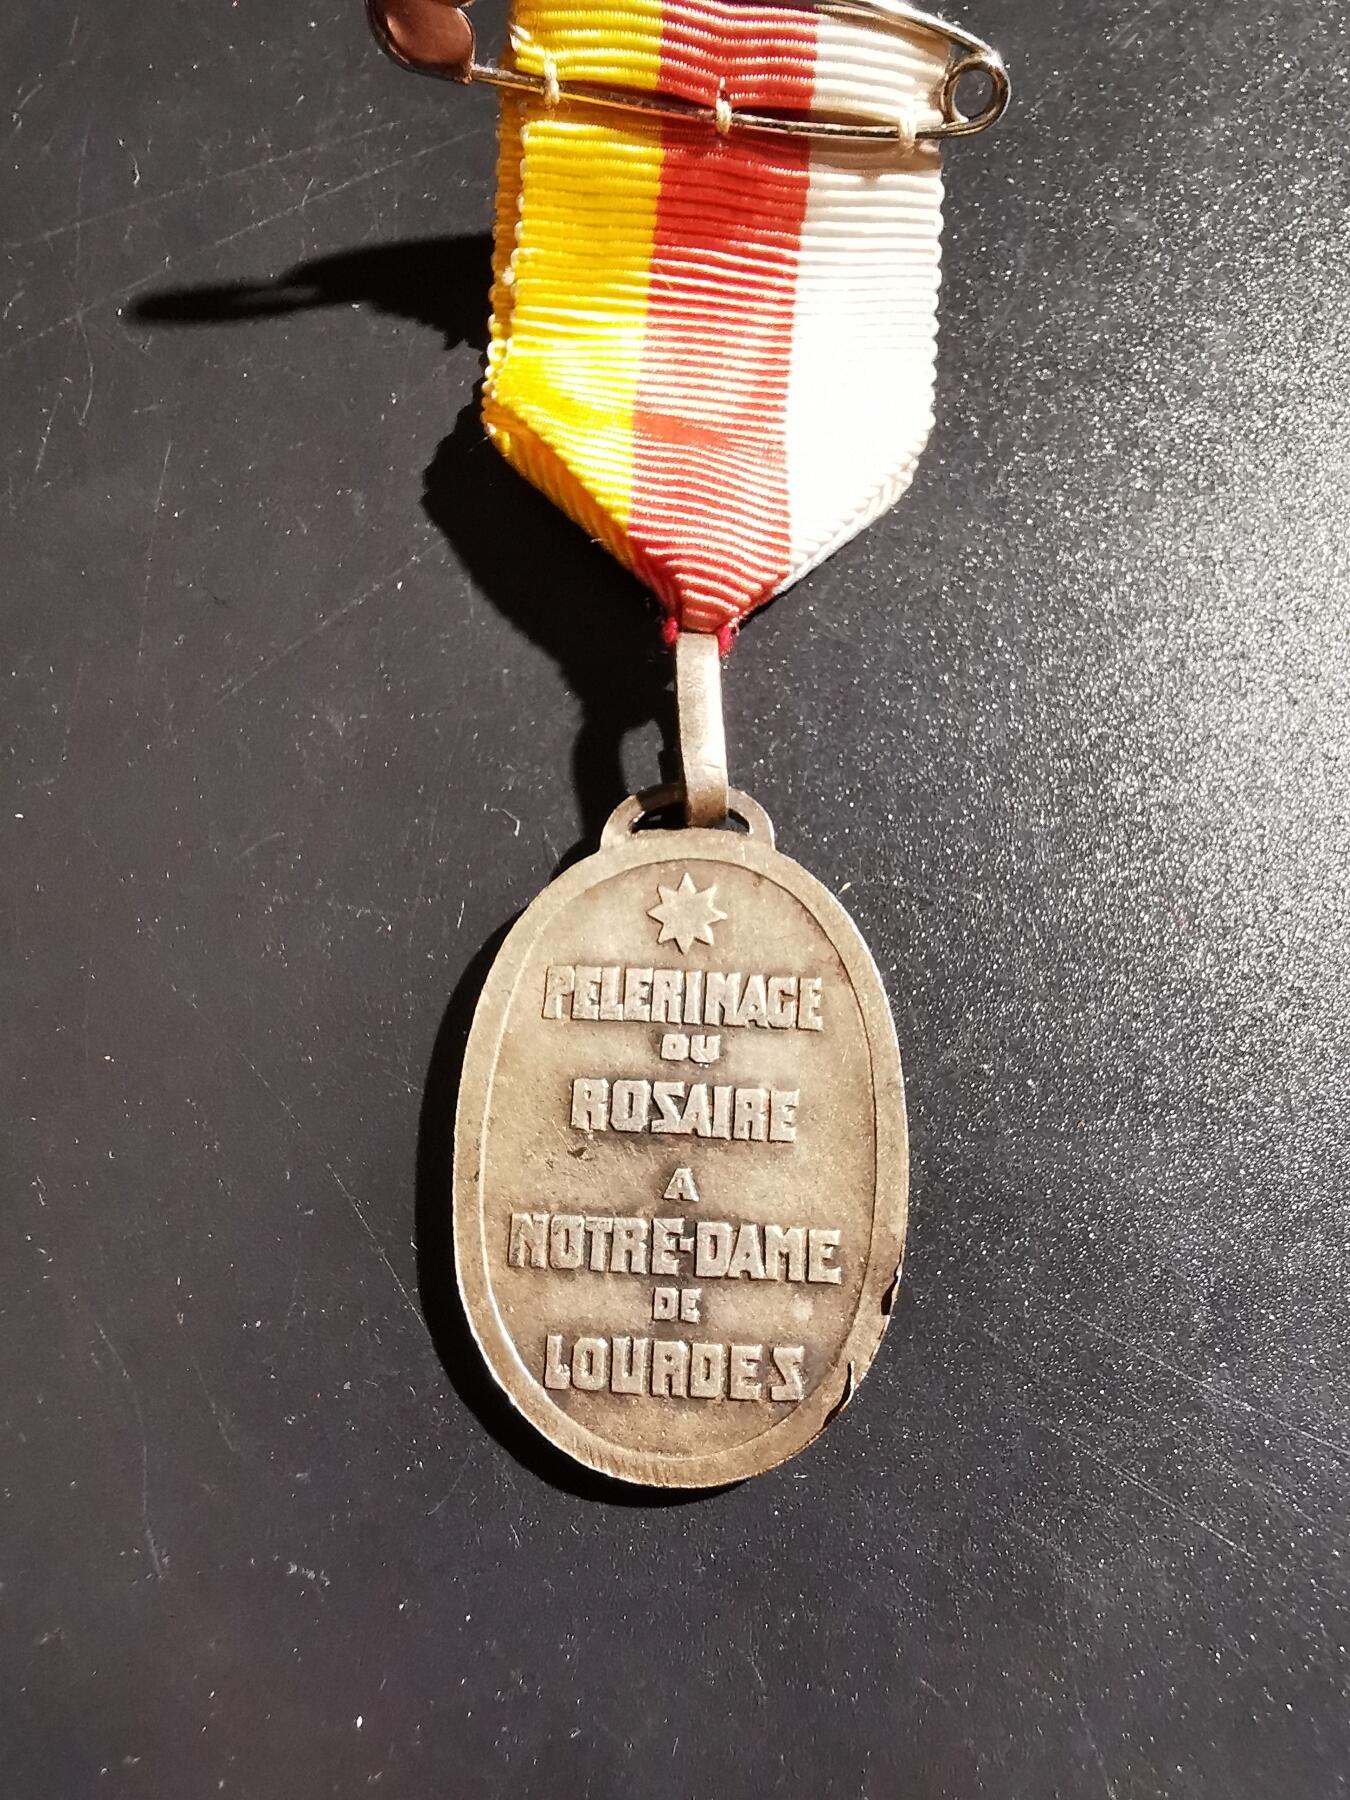 PELERINAGE
DU
ROSAIRE
A
NOTRE-DAME
DE
LOURDES